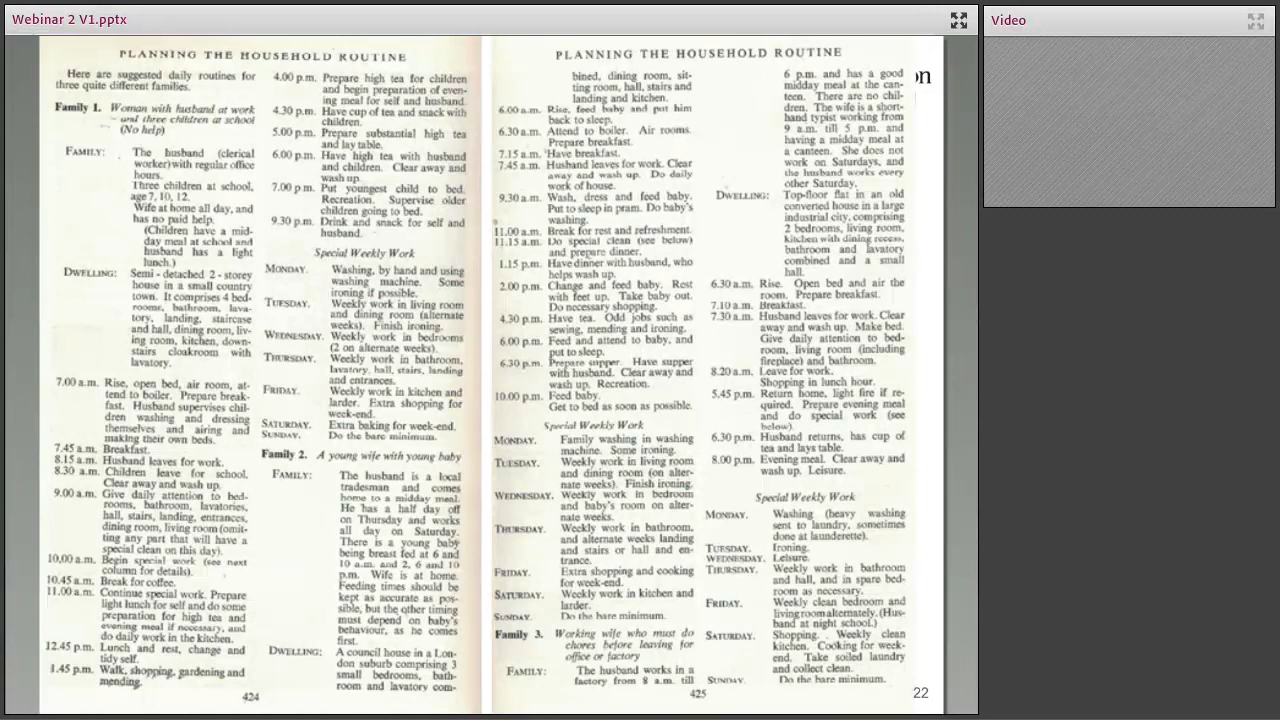 Webinar 2 V1.pptx
Video
on
PLANNING THE HOUSEHOLD ROUTINE
Here are suggested daily routines for
three quite different families.
Family 1. Woman with husband at work
and three children at school
(No help)
FAMILY: The husband (clerical
worker) with regular office
hours.
Three children at school,
age 7, 10, 12.
Wife at home all day, and
has no paid help.
(Children have a mid-
day meal at school and
husband has a light
lunch.)
DWELLING: Semi-detached 2-storey
house in a small country
town. It comprises 4 bed-
rooms, bathroom, lava-
tory, landing, staircase
and hall, dining room, liv-
ing room, kitchen, down-
stairs cloakroom with
lavatory.
7.00 a.m. Rise, open bed, air room, at-
tend to boiler. Prepare break-
fast. Husband supervises chil-
dren washing and dressing
themselves and airing and
making their own beds.
7.45 a.m. Breakfast.
8.15 a.m. Husband leaves for work.
8.30 a.m. Children leave for school.
Clear away and wash up.
9.00 a.m. Give daily attention to bed-
rooms, bathroom, lavatories,
hall, stairs, landing, entrances,
dining room, living room (omit-
ting any part that will have a
special clean on this day).
10.00 a.m. Begin special work (see next
column for details).
10.45 a.m. Break for coffee.
11.00 a.m. Continue special work. Prepare
light lunch for self and do some
preparation for high tea and
evening meal if necessary, and
do daily work in the kitchen.
12.45 p.m. Lunch and rest, change and
tidy self.
1.45 p.m. Walk, shopping, gardening and
mending.
4.00 p.m. Prepare high tea for children
and begin preparation of even-
ing meal for self and husband.
4.30 p.m. Have cup of tea and snack with
children.
5.00 p.m. Prepare substantial high tea
and lay table.
6.00 p.m. Have high tea with husband
and children. Clear away and
wash up.
7.00 p.m. Put youngest child to bed.
Recreation. Supervise older
children going to bed.
9.30 p.m. Drink and snack for self and
husband.
Special Weekly Work
MONDAY. Washing, by hand and using
washing machine. Some
ironing if possible.
TUESDAY. Weekly work in living room
and dining room (alternate
weeks). Finish ironing.
WEDNESDAY. Weekly work in bedrooms
(2 on alternate weeks).
THURSDAY. Weekly work in bathroom,
lavatory, hall, stairs, landing
and entrances.
FRIDAY. Weekly work in kitchen and
larder. Extra shopping for
week-end.
SATURDAY. Extra baking for week-end.
SUNDAY. Do the bare minimum.
Family 2. A young wife with young baby
FAMILY: The husband is a local
tradesman and comes
home to a midday meal.
He has a half day off
on Thursday and works
all day on Saturday.
There is a young baby
being breast fed at 6 and
10 a.m. and 2, 6 and 10
p.m. Wife is at home.
Feeding times should be
kept as accurate as pos-
sible, but the other timing
must depend on baby's
behaviour, as he comes
first.
DWELLING: A council house in a Lon-
don suburb comprising 3
small bedrooms, bath-
room and lavatory com-
424
PLANNING THE HOUSEHOLD ROUTINE
bined, dining room, sit-
ting room, hall, stairs and
landing and kitchen.
6.00 a.m. Rise, feed baby and put him
back to sleep.
6.30 a.m. Attend to boiler. Air rooms.
Prepare breakfast.
7.15 a.m. Have breakfast.
7.45 a.m. Husband leaves for work. Clear
away and wash up. Do daily
work of house.
9.30 a.m. Wash, dress and feed baby.
Put to sleep in pram. Do baby's
washing.
11.00 a.m. Break for rest and refreshment.
11.15 a.m. Do special clean (see below)
and prepare dinner.
1.15 p.m. Have dinner with husband, who
helps wash up.
2.00 p.m. Change and feed baby. Rest
with feet up. Take baby out.
Do necessary shopping.
4.30 p.m. Have tea. Odd jobs such as
sewing, mending and ironing.
6.00 p.m. Feed and attend to baby, and
put to sleep.
6.30 p.m. Prepare supper. Have supper
with husband. Clear away and
wash up. Recreation.
10.00 p.m. Feed baby.
Get to bed as soon as possible.
Special Weekly Work
MONDAY. Family washing in washing
machine. Some ironing.
TUESDAY. Weekly work in living room
and dining room (on alter-
nate weeks). Finish ironing.
WEDNESDAY. Weekly work in bedroom
and baby's room on alter-
nate weeks.
THURSDAY. Weekly work in bathroom,
and alternate weeks landing
and stairs or hall and en-
trance.
FRIDAY. Extra shopping and cooking
for week-end.
SATURDAY. Weekly work in kitchen and
larder.
SUNDAY. Do the bare minimum.
Family 3. Working wife who must do
chores before leaving for
office or factory
FAMILY: The husband works in a
factory from 8 a.m. till
6 p.m. and has a good
midday meal at the can-
teen. There are no chil-
dren. The wife is a short-
hand typist working from
9 a.m. till 5 p.m. and
having a midday meal at
a canteen. She does not
work on Saturdays, and
the husband works every
other Saturday.
DWELLING: Top-floor flat in an old
converted house in a large
industrial city, comprising
2 bedrooms, living room,
kitchen with dining recess,
bathroom and lavatory
combined and a small
hall.
6.30 a.m. Rise. Open bed and air the
room. Prepare breakfast.
7.10 a.m. Breakfast.
7.30 a.m. Husband leaves for work. Clear
away and wash up. Make bed.
Give daily attention to bed-
room, living room (including
fireplace) and bathroom.
8.20 a.m. Leave for work.
Shopping in lunch hour.
5.45 p.m. Return home, light fire if re-
quired. Prepare evening meal
and do special work (see
below).
6.30 p.m. Husband returns, has cup of
tea and lays table.
8.00 p.m. Evening meal. Clear away and
wash up. Leisure.
Special Weekly Work
MONDAY. Washing (heavy washing
sent to laundry, sometimes
done at launderette).
TUESDAY. Ironing.
WEDNESDAY. Leisure.
THURSDAY. Weekly work in bathroom
and hall, and in spare bed-
room as necessary.
FRIDAY. Weekly clean bedroom and
living room alternately. (Hus-
band at night school.)
SATURDAY. Shopping. Weekly clean
kitchen. Cooking for week-
end. Take soiled laundry
and collect clean.
SUNDAY. Do the bare minimum.
425
22